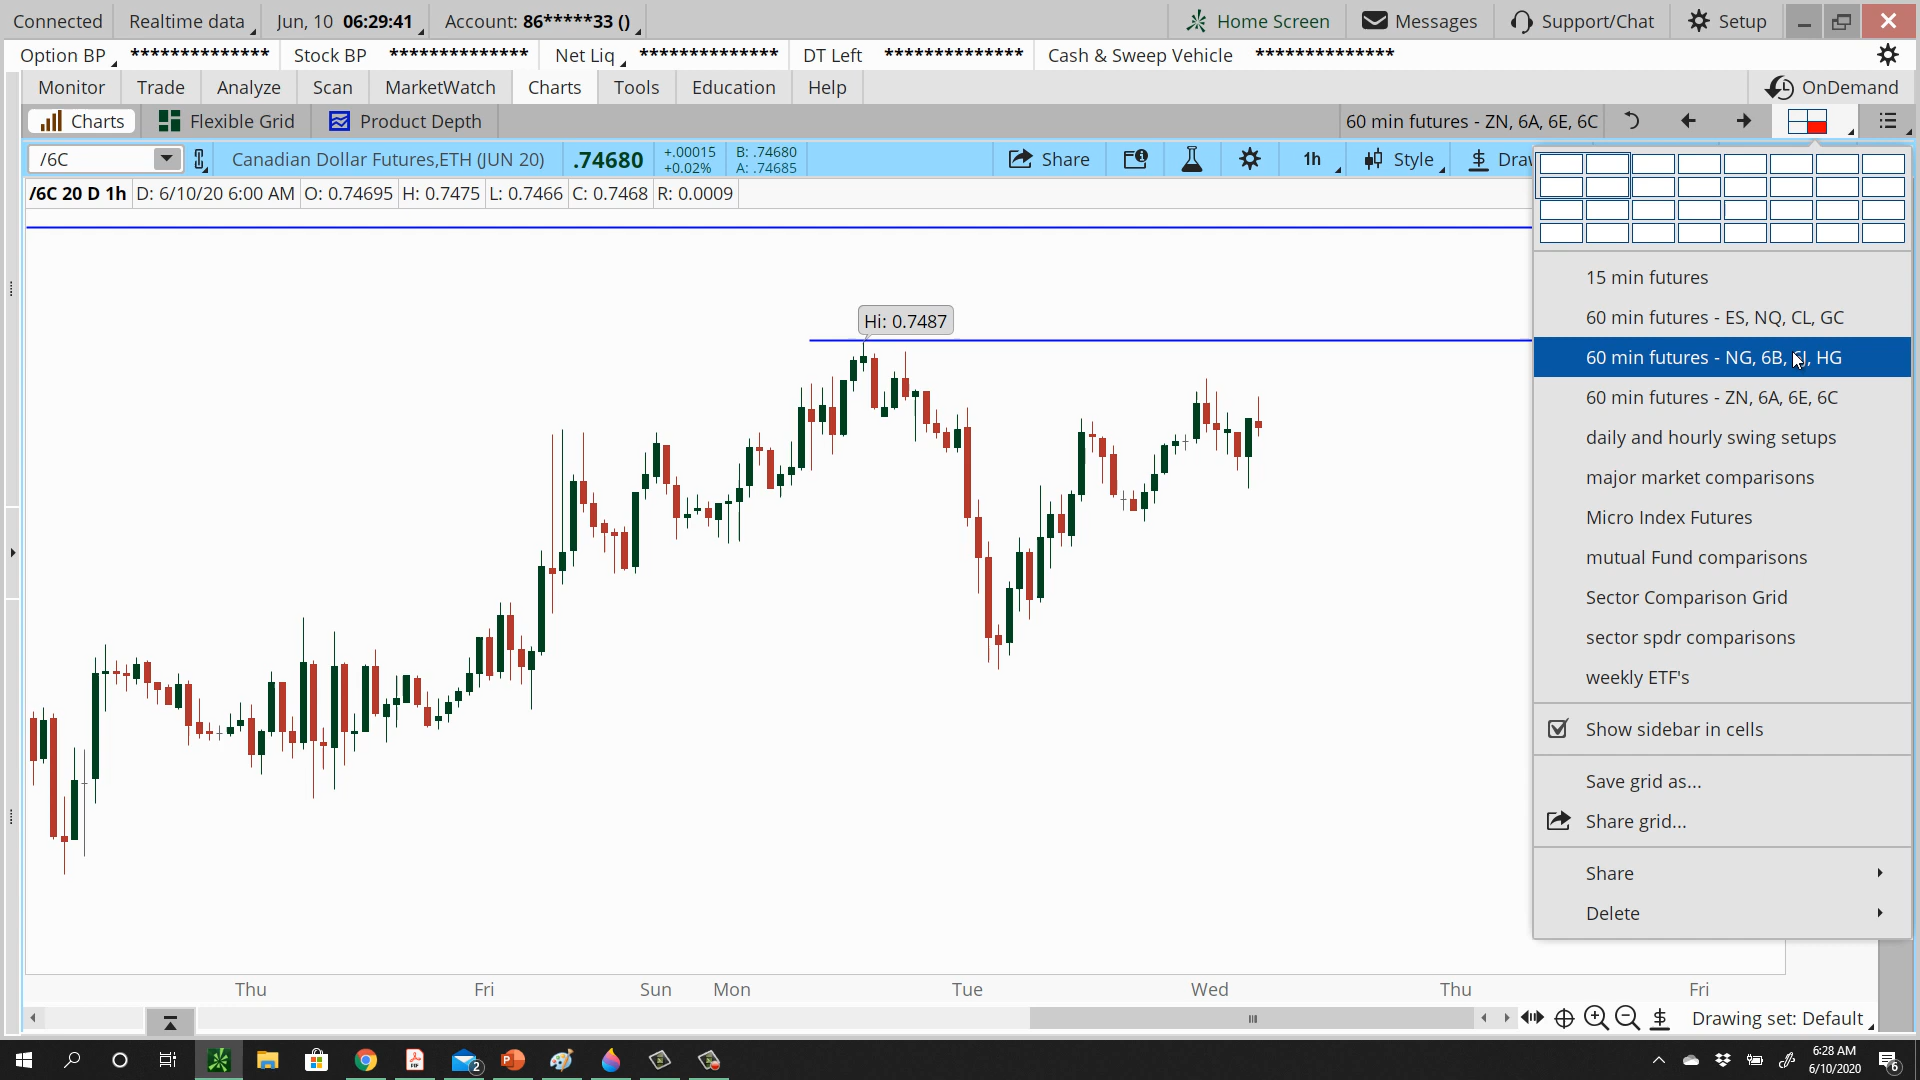 Connected Realtime data Jun, 10 06:29:41 Account: 86*****33 () Home Screen Messages Support/Chat Setup
Option BP ************** Stock BP ************** Net Liq ************** DT Left ************** Cash & Sweep Vehicle **************
Monitor Trade Analyze Scan MarketWatch Charts Tools Education Help OnDemand
Charts Flexible Grid Product Depth 60 min futures - ZN, 6A, 6E, 6C
/6C Canadian Dollar Futures,ETH (JUN 20) .74680 +.00015 B: .74680 Share 1h Style $
+0.02% A: .74685
/6C 20 D 1h D: 6/10/20 6:00 AM O: 0.74695 H: 0.7475 L: 0.7466 C: 0.7468 R: 0.0009
Hi: 0.7487
15 min futures
60 min futures - ES, NQ, CL, GC
60 min futures - NG, 6B, HG
60 min futures - ZN, 6A, 6E, 6C
daily and hourly swing setups
major market comparisons
Micro Index Futures
mutual Fund comparisons
Sector Comparison Grid
sector spdr comparisons
weekly ETF's
Show sidebar in cells
Save grid as...
Share grid...
Share
Delete
Thu Fri Sun Mon Tue Wed Thu Fri
$ Drawing set: Default
2 6:28 AM
6/10/2020 6